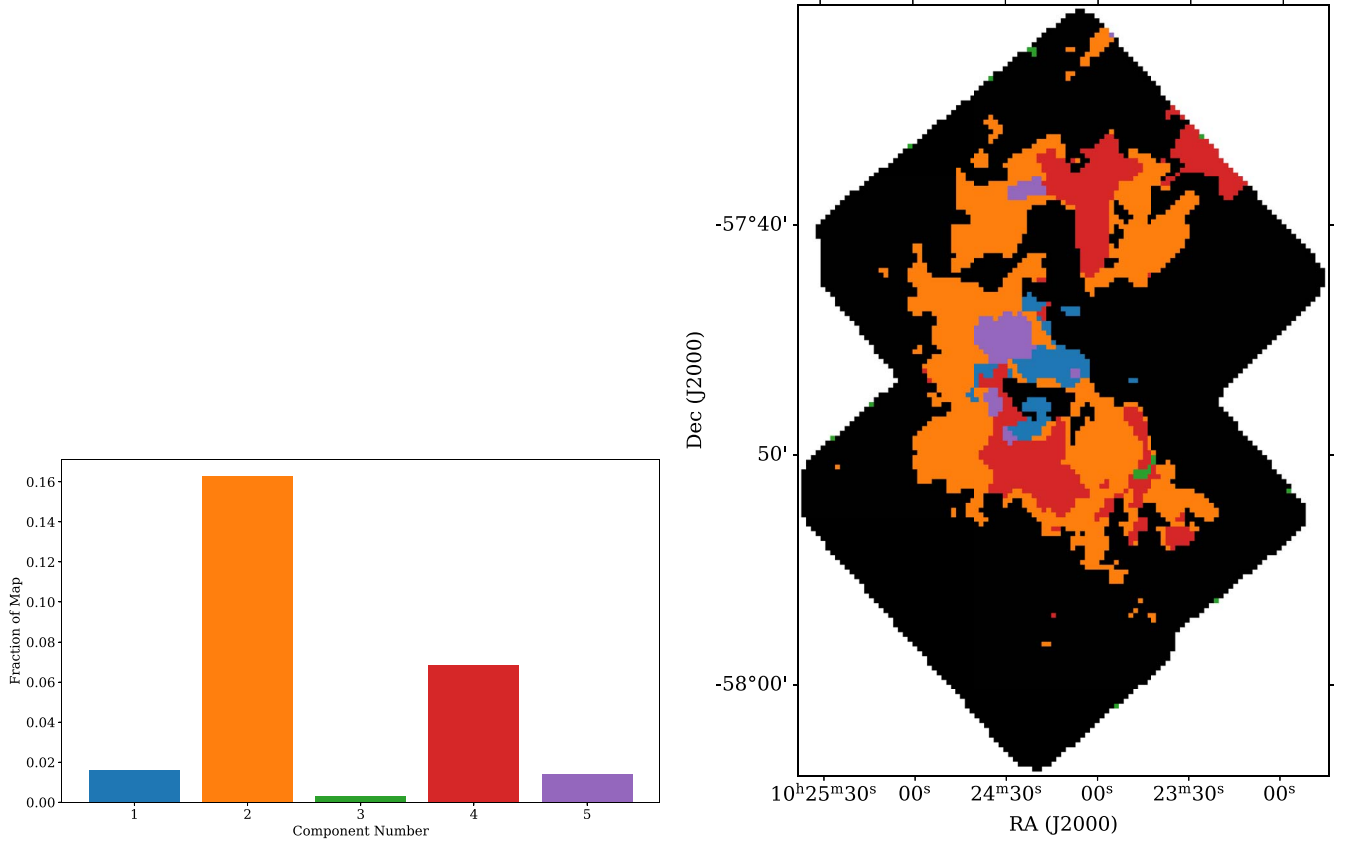 0.16
0.14
0.12
0.10
0.08
0.06
0.04
0.02
0.00
Fraction of Map
1 2 3 4 5
Component Number
-57°40'
50'
-58°00'
Dec (J2000)
10ʰ25ᵐ30ˢ 00ˢ 24ᵐ30ˢ 00ˢ 23ᵐ30ˢ 00ˢ
RA (J2000)